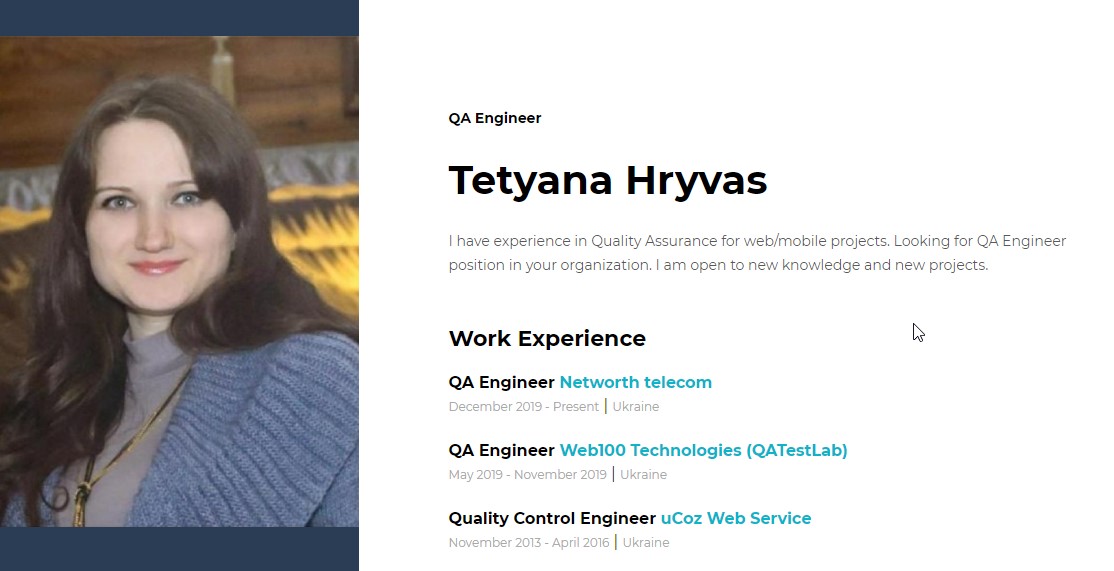 QA Engineer
Tetyana Hryvas
I have experience in Quality Assurance for web/mobile projects. Looking for QA Engineer
position in your organization. I am open to new knowledge and new projects.
Work Experience
QA Engineer Networth telecom
December 2019 - Present | Ukraine
QA Engineer Web100 Technologies (QATestLab)
May 2019 - November 2019 | Ukraine
Quality Control Engineer uCoz Web Service
November 2013 - April 2016 | Ukraine